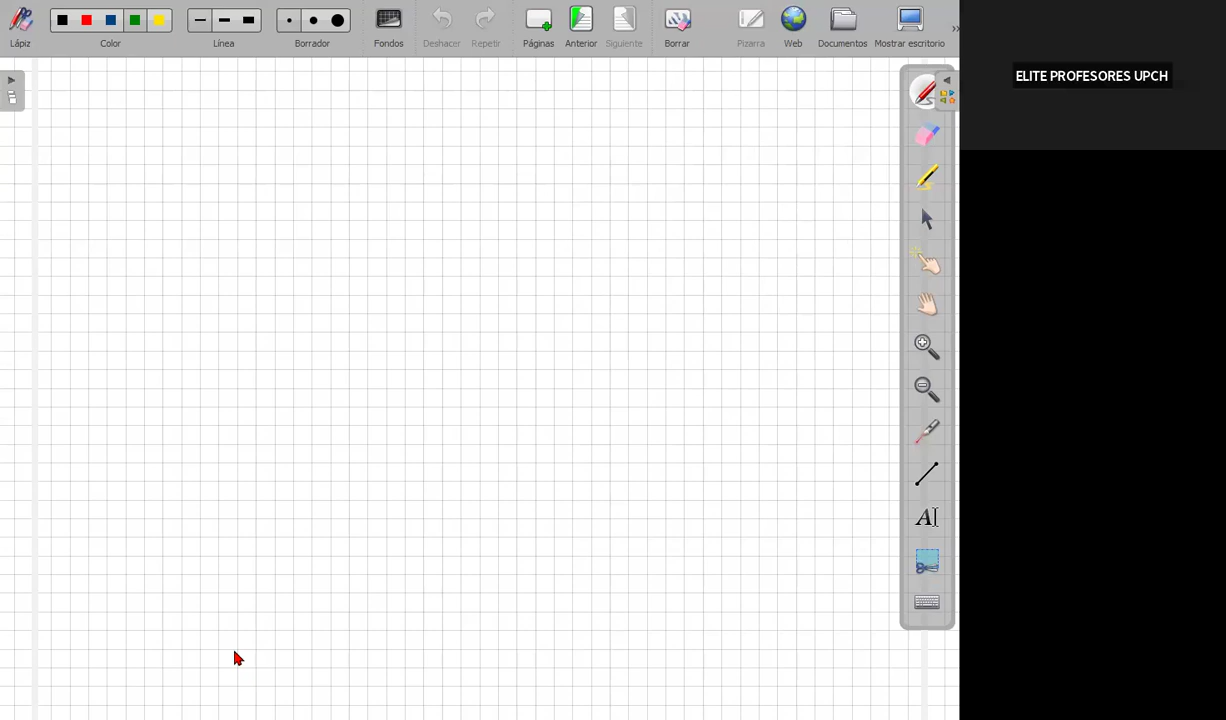 Lápiz
Color
Línea
Borrador
Fondos
Deshacer
Repetir
Páginas
Anterior
Siguiente
Borrar
Pizarra
Web
Documentos
Mostrar escritorio
»
ELITE PROFESORES UPCH
A